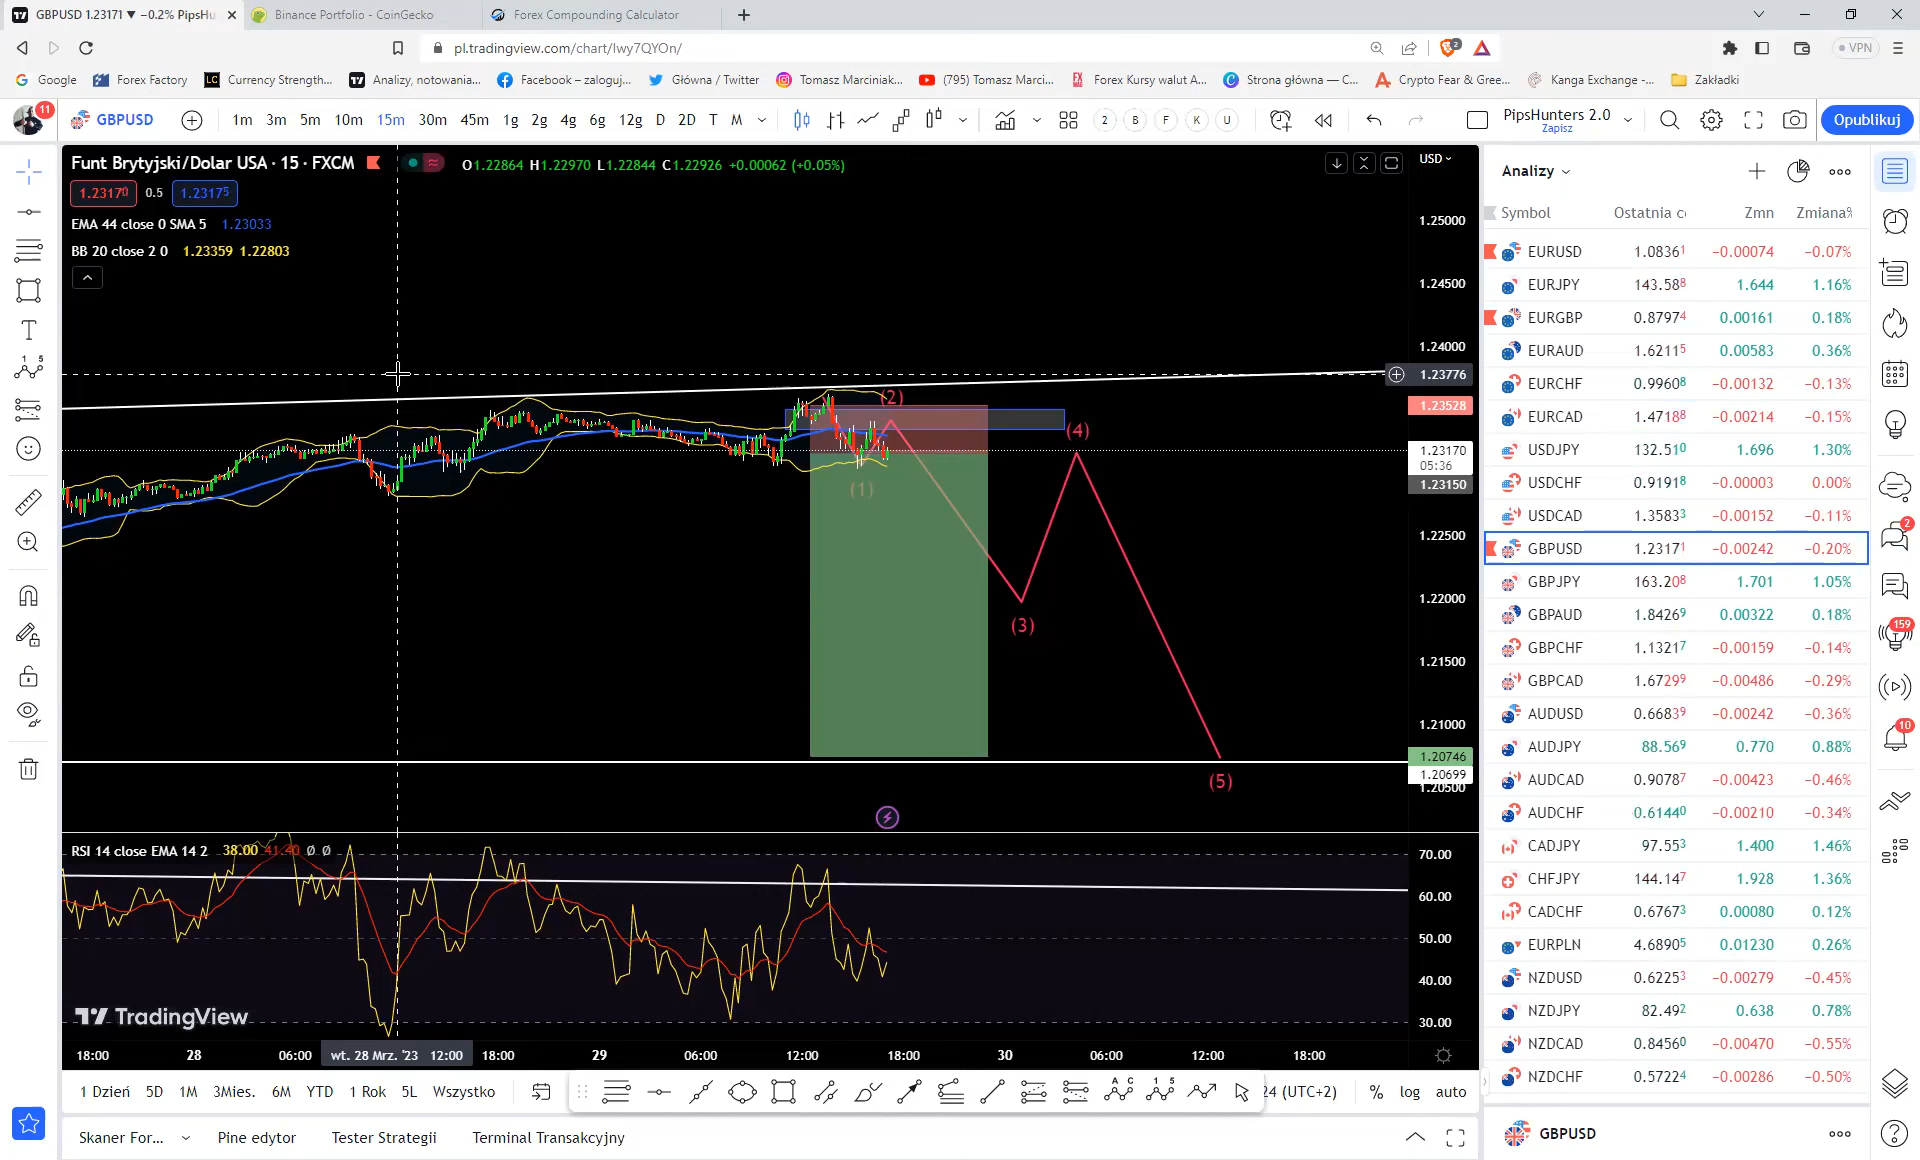 GBPUSD 1.23171 ▼ −0.2% PipsHu
Binance Portfolio - CoinGecko
Forex Compounding Calculator
pl.tradingview.com/chart/Iwy7QYOn/
2
VPN
Google
Forex Factory
Currency Strength...
Analizy, notowania...
Facebook – zaloguj...
Główna / Twitter
Tomasz Marciniak...
(795) Tomasz Marci...
Forex Kursy walut A...
Strona główna — C...
Crypto Fear & Gree...
Kanga Exchange -...
Zakładki
11
GBPUSD
1m 3m 5m 10m 15m 30m 45m 1g 2g 4g 6g 12g D 2D T M
2 B F K U
PipsHunters 2.0
Zapisz
Opublikuj
Funt Brytyjski/Dolar USA · 15 · FXCM
O1.22864 H1.22970 L1.22844 C1.22926 +0.00062 (+0.05%)
USD
1.23170 0.5 1.23175
EMA 44 close 0 SMA 5 1.23033
BB 20 close 2 0 1.23359 1.22803
1.25000
1.24500
1.24000
1.23776
1.23528
1.23170
05:36
1.23150
1.22500
1.22000
1.21500
1.21000
1.20746
1.20699
1.20500
(1)
(2)
(3)
(4)
(5)
RSI 14 close EMA 14 2 38.00 41.40 Ø Ø
70.00
60.00
50.00
40.00
30.00
TradingView
18:00 28 06:00 wt. 28 Mrz. '23 12:00 18:00 29 06:00 12:00 18:00 30 06:00 12:00 18:00
1 Dzień 5D 1M 3Mies. 6M YTD 1 Rok 5L Wszystko
24 (UTC+2) % log auto
Skaner For... Pine edytor Tester Strategii Terminal Transakcyjny
Analizy
Symbol Ostatnia c Zmn Zmiana%
EURUSD 1.08361 −0.00074 −0.07%
EURJPY 143.588 1.644 1.16%
EURGBP 0.87974 0.00161 0.18%
EURAUD 1.62115 0.00583 0.36%
EURCHF 0.99608 −0.00132 −0.13%
EURCAD 1.47188 −0.00214 −0.15%
USDJPY 132.510 1.696 1.30%
USDCHF 0.91918 −0.00003 0.00%
USDCAD 1.35833 −0.00152 −0.11%
GBPUSD 1.23171 −0.00242 −0.20%
GBPJPY 163.208 1.701 1.05%
GBPAUD 1.84269 0.00322 0.18%
GBPCHF 1.13217 −0.00159 −0.14%
GBPCAD 1.67299 −0.00486 −0.29%
AUDUSD 0.66839 −0.00242 −0.36%
AUDJPY 88.569 0.770 0.88%
AUDCAD 0.90787 −0.00423 −0.46%
AUDCHF 0.61440 −0.00210 −0.34%
CADJPY 97.553 1.400 1.46%
CHFJPY 144.147 1.928 1.36%
CADCHF 0.67673 0.00080 0.12%
EURPLN 4.68905 0.01230 0.26%
NZDUSD 0.62253 −0.00279 −0.45%
NZDJPY 82.492 0.638 0.78%
NZDCAD 0.84560 −0.00470 −0.55%
NZDCHF 0.57224 −0.00286 −0.50%
GBPUSD
2
159
10